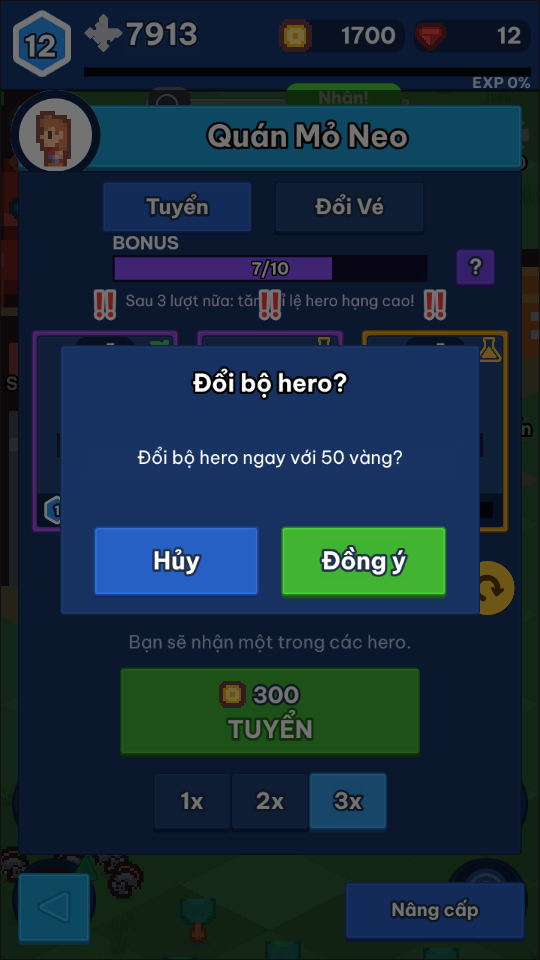 12
7913
1700
12
EXP 0%
Nhận!
Quán Mỏ Neo
Tuyển
Đổi Vé
BONUS
7/10
?
Sau 3 lượt nữa: tăn lệ hero hạng cao!
Đổi bộ hero?
Đổi bộ hero ngay với 50 vàng?
Hủy
Đồng ý
Bạn sẽ nhận một trong các hero.
300
TUYỂN
1x
2x
3x
Nâng cấp